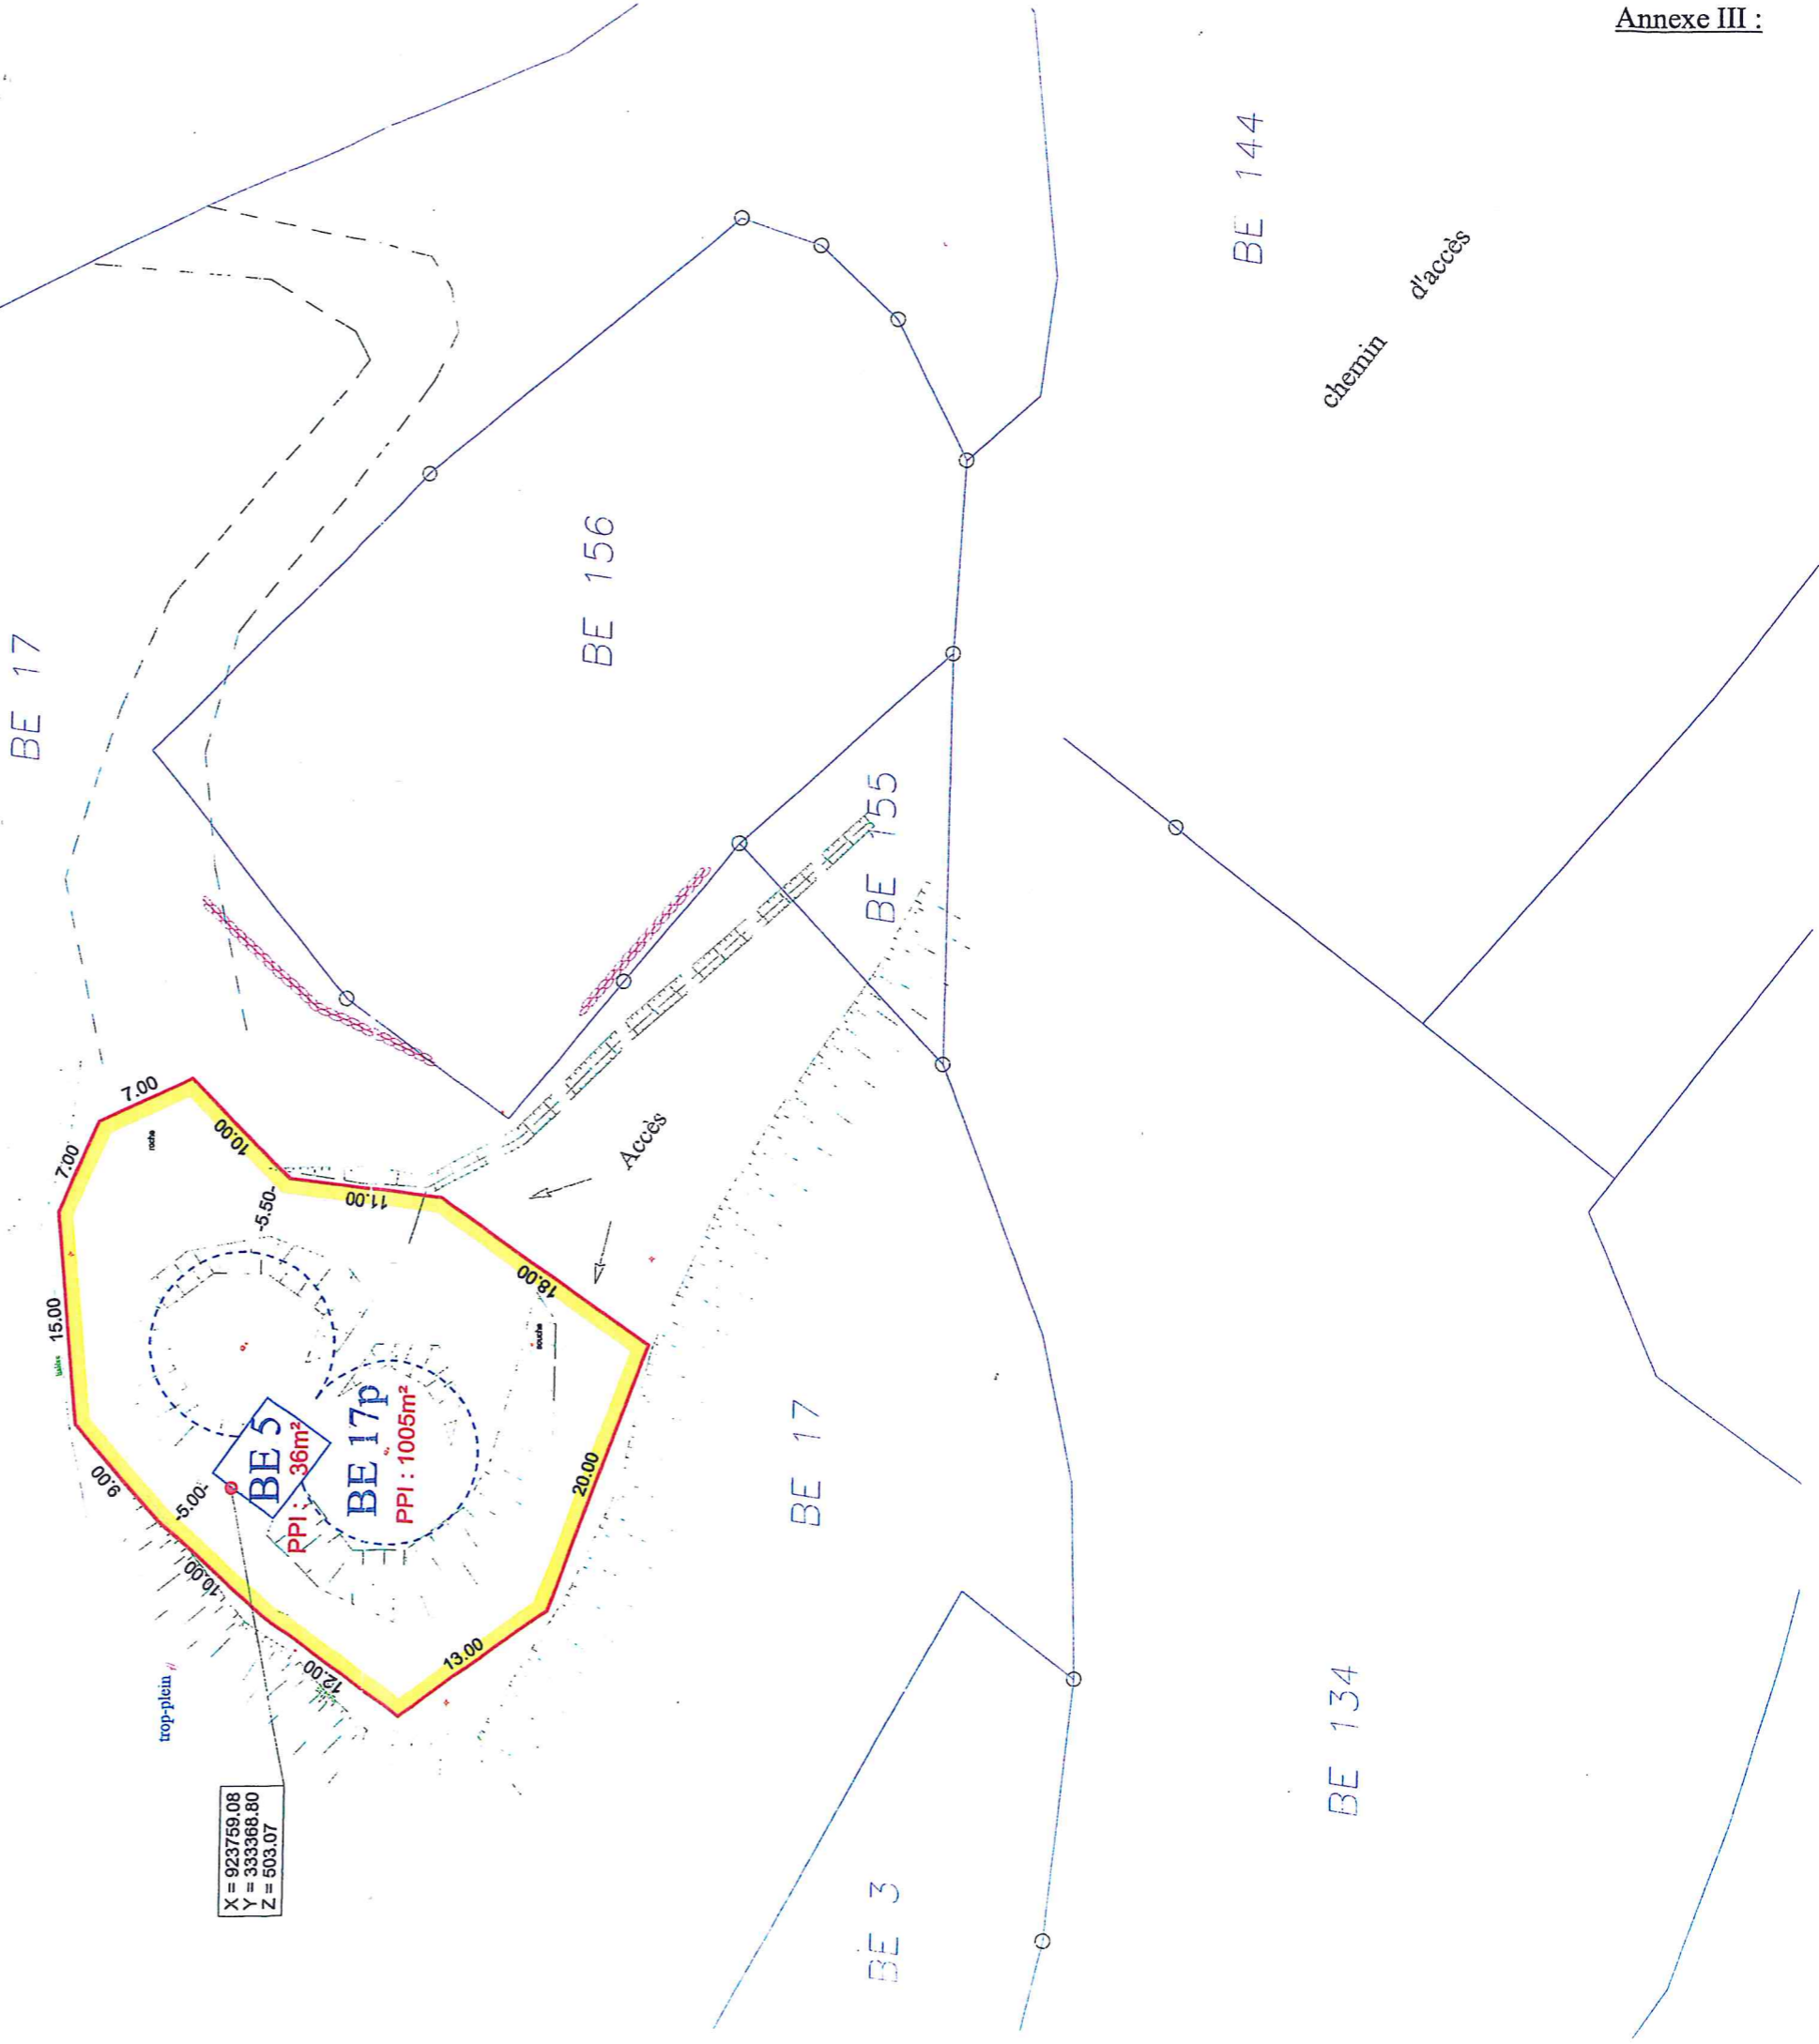 Annexe III :
BE 144
chemin
d'accès
BE 17
BE 156
BE 155
7.00
7.00
roche
10.00
11.00
-5.50-
15.00
Accès
18.00
souche
BE 5
PPI : 36m²
BE 17p
PPI : 1005m²
9.00
-5.00-
10.00
20.00
12.00
13.00
trop-plein
BE 17
X = 923759.08
Y = 333368.80
Z = 503.07
BE 3
BE 134